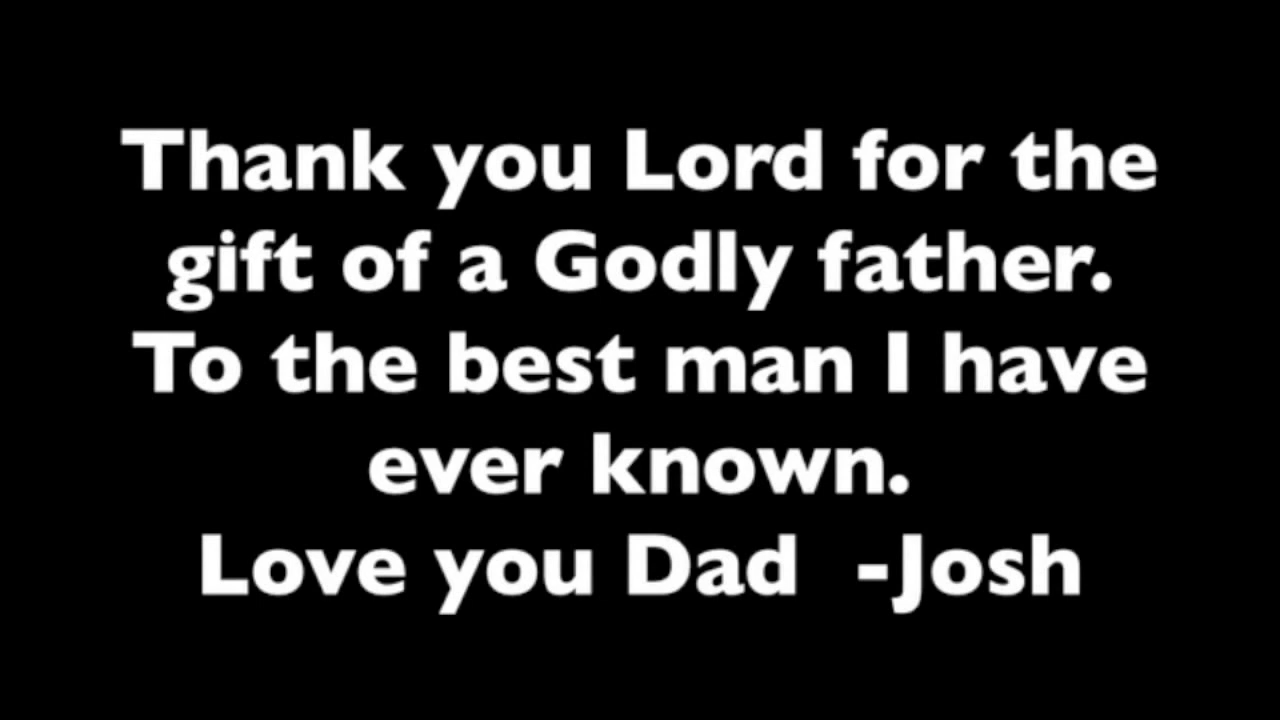 Thank you Lord for the
gift of a Godly father.
To the best man I have
ever known.
Love you Dad  -Josh